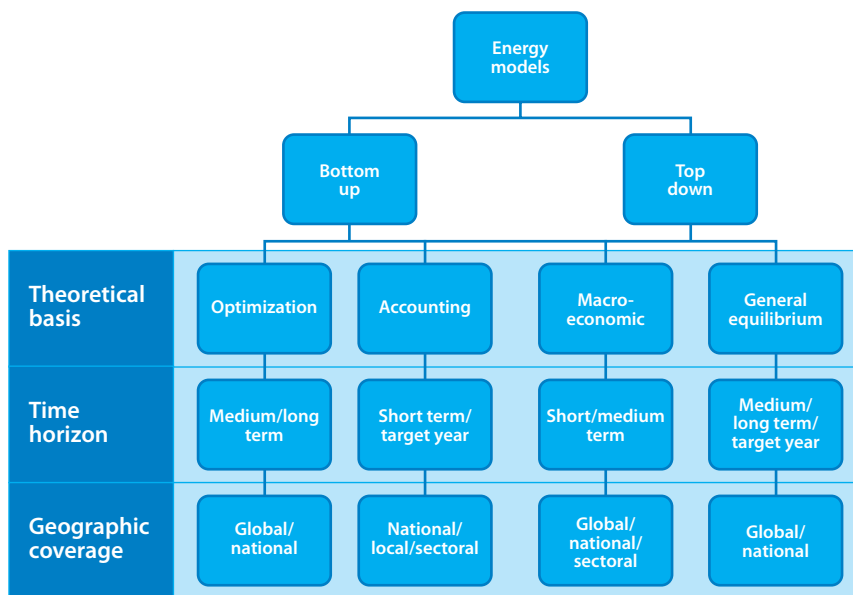 Energy
models
Bottom
up
Top
down
Theoretical
basis
Optimization
Accounting
Macro-
economic
General
equilibrium
Time
horizon
Medium/long
term
Short term/
target year
Short/medium
term
Medium/
long term/
target year
Geographic
coverage
Global/
national
National/
local/sectoral
Global/
national/
sectoral
Global/
national